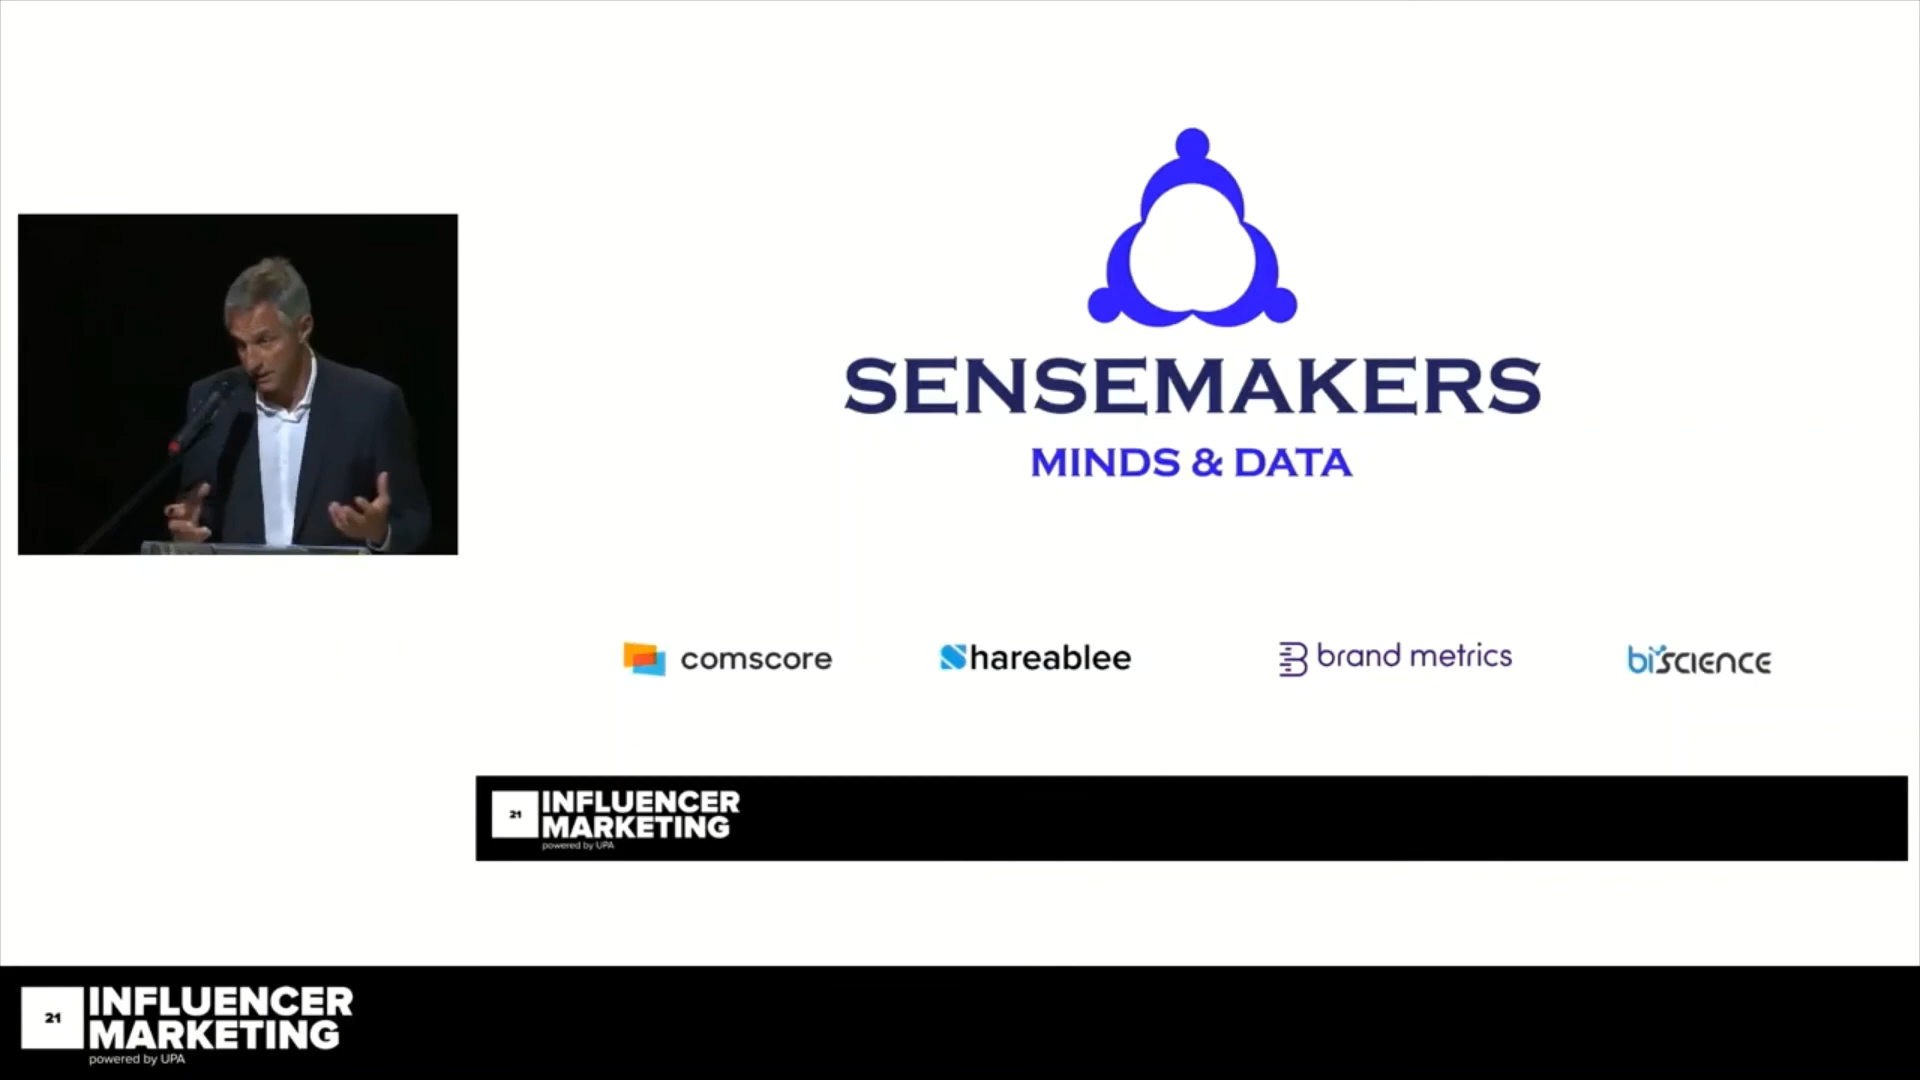 SENSEMAKERS
MINDS & DATA
comscore
Shareablee
brand metrics
biscience
21
INFLUENCER
MARKETING
powered by UPA
21
INFLUENCER
MARKETING
powered by UPA